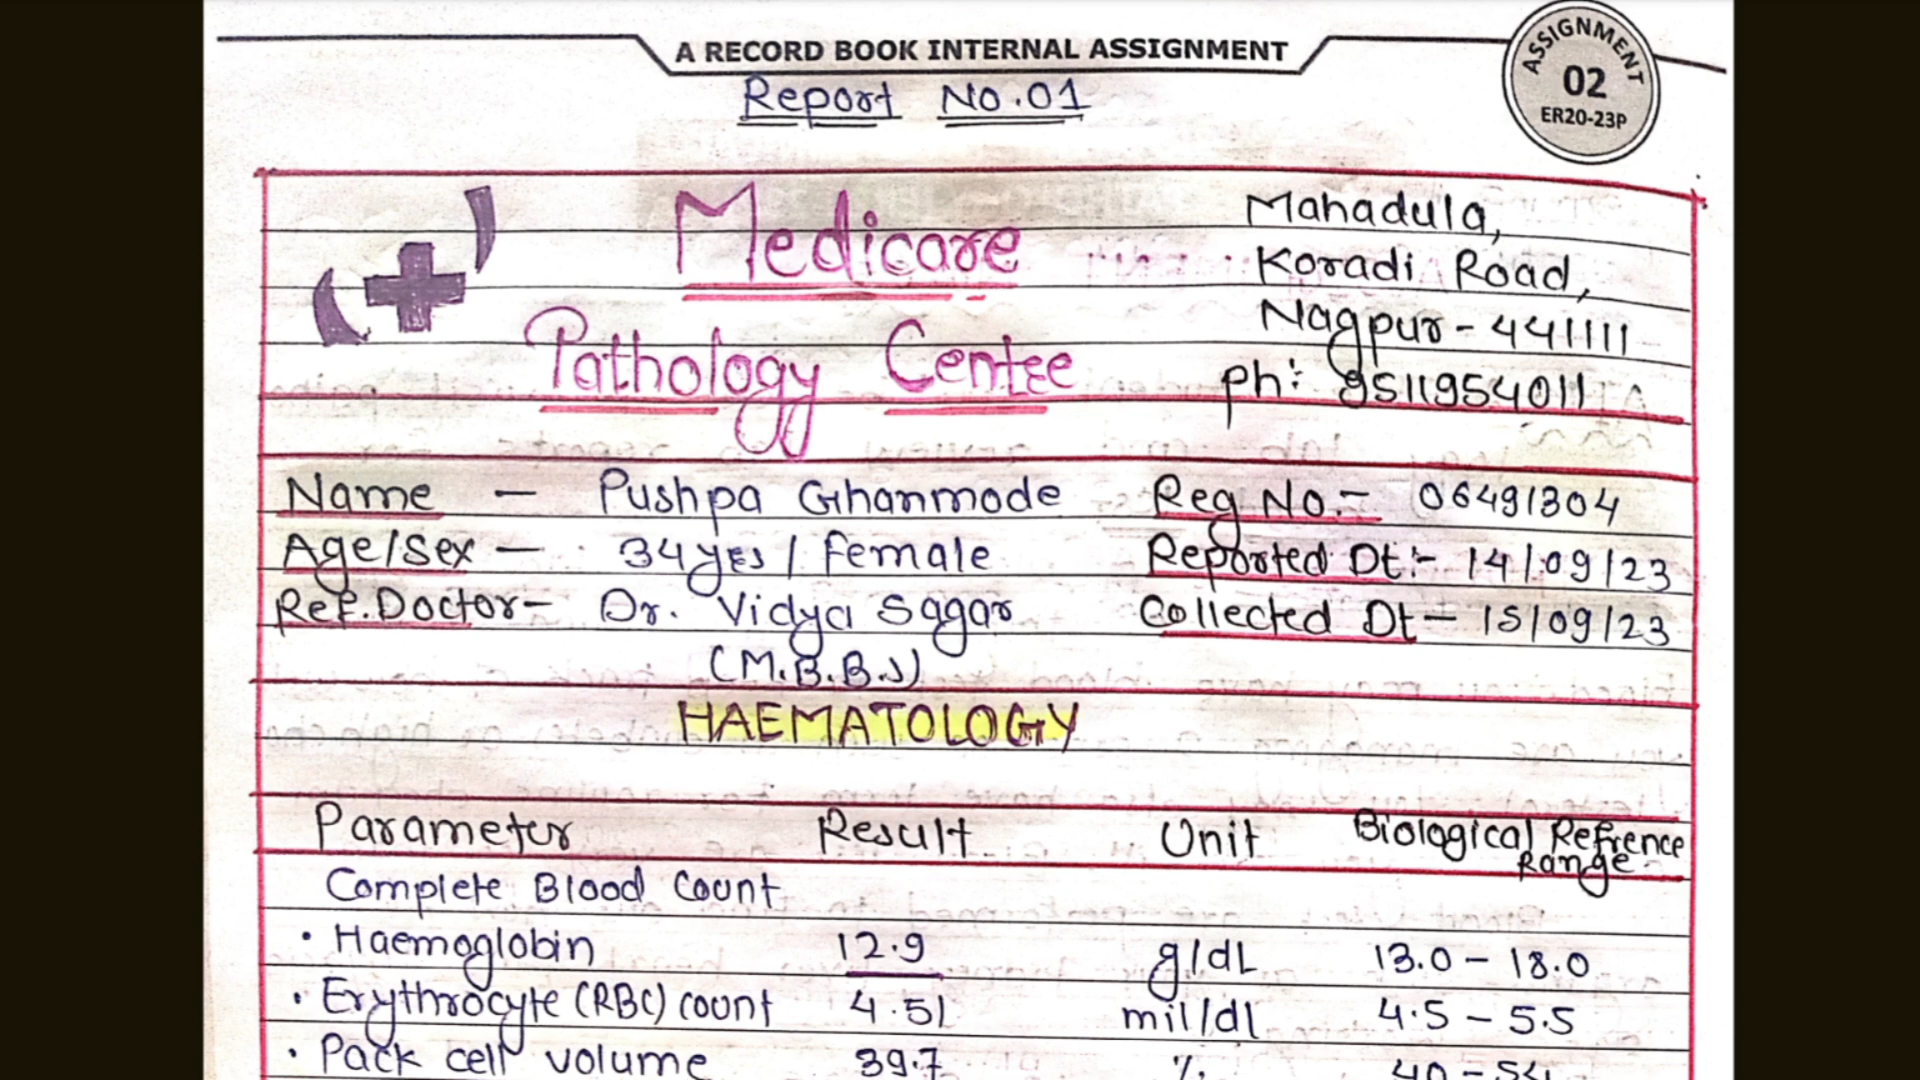 A RECORD BOOK INTERNAL ASSIGNMENT
ASSIGNMENT
02
ER20-23P
Report No.01
Medicare
Pathology Centre
Mahadula,
Koradi Road,
Nagpur - 441111
Ph: 9511954011
Name - Pushpa Ghanmode Reg No.- 06491304
Age/Sex - 34 yrs / Female Reported Dt:- 14/09/23
Ref.Doctor- Dr. Vidya Sagar Collected Dt - 15/09/23
(M.B.B.S)
HAEMATOLOGY
Parameter Result Unit Biological Refrence Range
Complete Blood Count
• Haemoglobin 12.9 g/dL 13.0 - 18.0
• Erythrocyte (RBC) count 4.51 mil/dl 4.5 - 5.5
• Pack cell volume 39.7 % 40 - 54